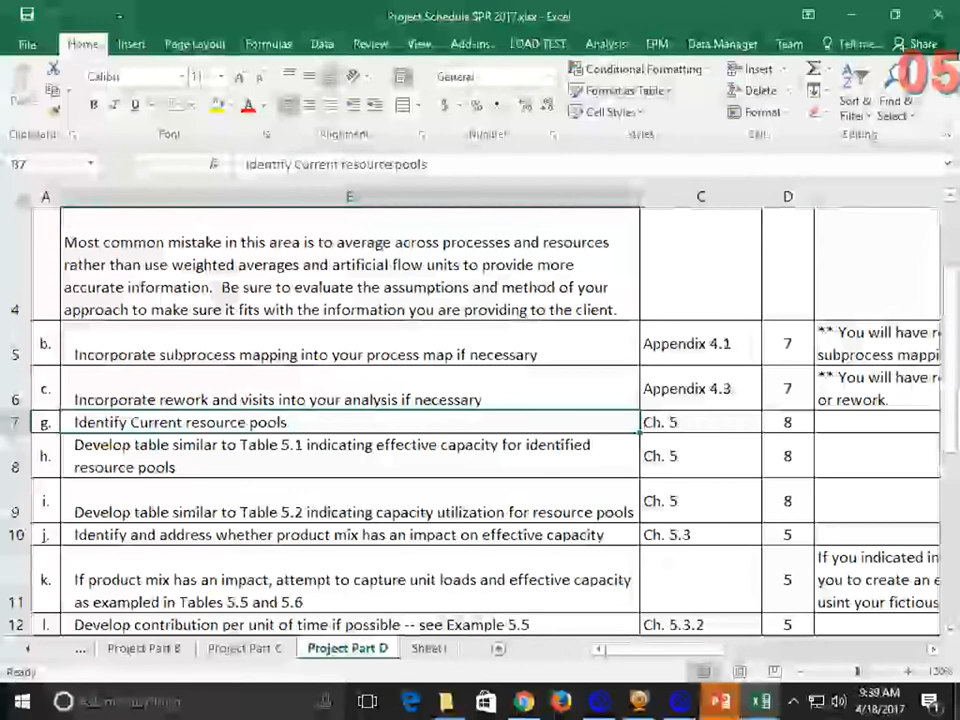 Project Schedule SPR 2017.xlsx - Excel
File Home Insert Page Layout Formulas Data Review View Add-ins LOAD TEST Analysis EPM Data Manager Team Tell me... Share
05
Calibri 11 General Conditional Formatting Insert
B I U Format as Table Delete Sort & Find &
$ % Cell Styles Format Filter Select
Clipboard Font Alignment Number Styles Editing
B7 fx Identify Current resource pools
A C D
4
Most common mistake in this area is to average across processes and resources
rather than use weighted averages and artificial flow units to provide more
accurate information. Be sure to evaluate the assumptions and method of your
approach to make sure it fits with the information you are providing to the client.
5 b. Incorporate subprocess mapping into your process map if necessary Appendix 4.1 7 ** You will have r
subprocess mappi
6 c. Incorporate rework and visits into your analysis if necessary Appendix 4.3 7 ** You will have r
or rework.
7 g. Identify Current resource pools Ch. 5 8
8 h. Develop table similar to Table 5.1 indicating effective capacity for identified
resource pools Ch. 5 8
9 i. Develop table similar to Table 5.2 indicating capacity utilization for resource pools Ch. 5 8
10 j. Identify and address whether product mix has an impact on effective capacity Ch. 5.3 5
11 k. If product mix has an impact, attempt to capture unit loads and effective capacity
as exampled in Tables 5.5 and 5.6 5 If you indicated in
you to create an e
usint your fictious
12 l. Develop contribution per unit of time if possible -- see Example 5.5 Ch. 5.3.2 5
... Project Part B Project Part C Project Part D Sheet1
Ready
Ask me anything 9:39 AM
4/18/2017